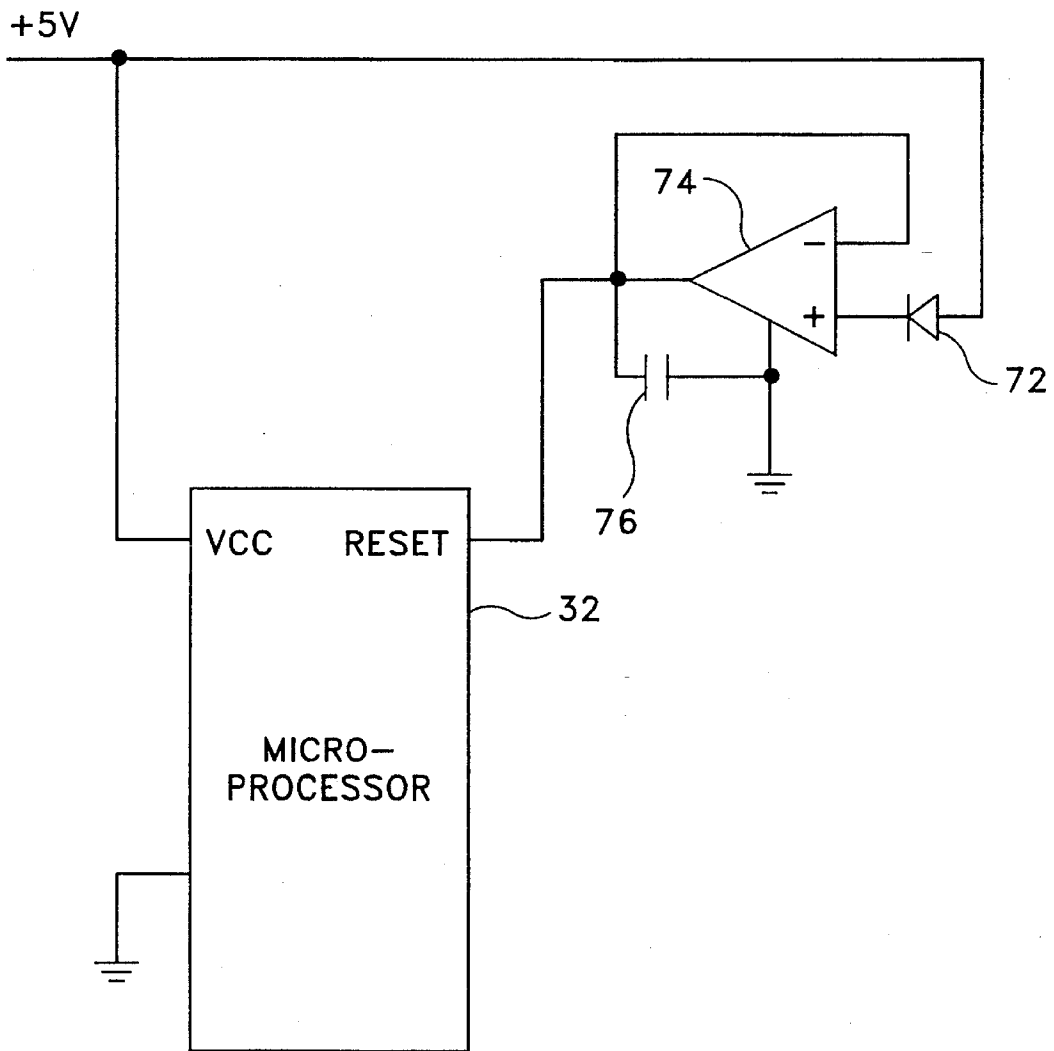 +5V
74
-
+
72
76
VCC RESET
32
MICRO-
PROCESSOR